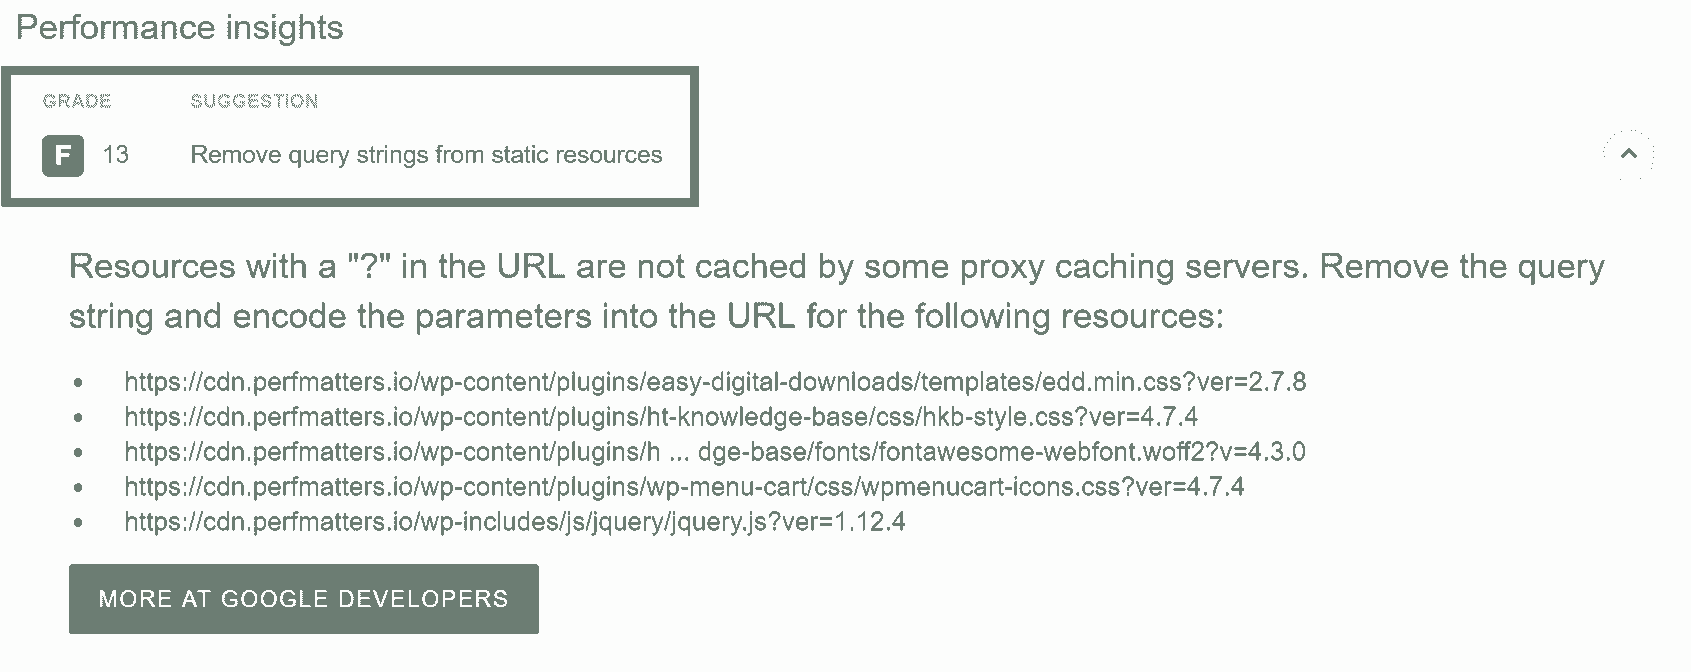 Performance insights
GRADE SUGGESTION
F 13 Remove query strings from static resources
Resources with a "?" in the URL are not cached by some proxy caching servers. Remove the query
string and encode the parameters into the URL for the following resources:
• https://cdn.perfmatters.io/wp-content/plugins/easy-digital-downloads/templates/edd.min.css?ver=2.7.8
• https://cdn.perfmatters.io/wp-content/plugins/ht-knowledge-base/css/hkb-style.css?ver=4.7.4
• https://cdn.perfmatters.io/wp-content/plugins/h ... dge-base/fonts/fontawesome-webfont.woff2?v=4.3.0
• https://cdn.perfmatters.io/wp-content/plugins/wp-menu-cart/css/wpmenucart-icons.css?ver=4.7.4
• https://cdn.perfmatters.io/wp-includes/js/jquery/jquery.js?ver=1.12.4
MORE AT GOOGLE DEVELOPERS